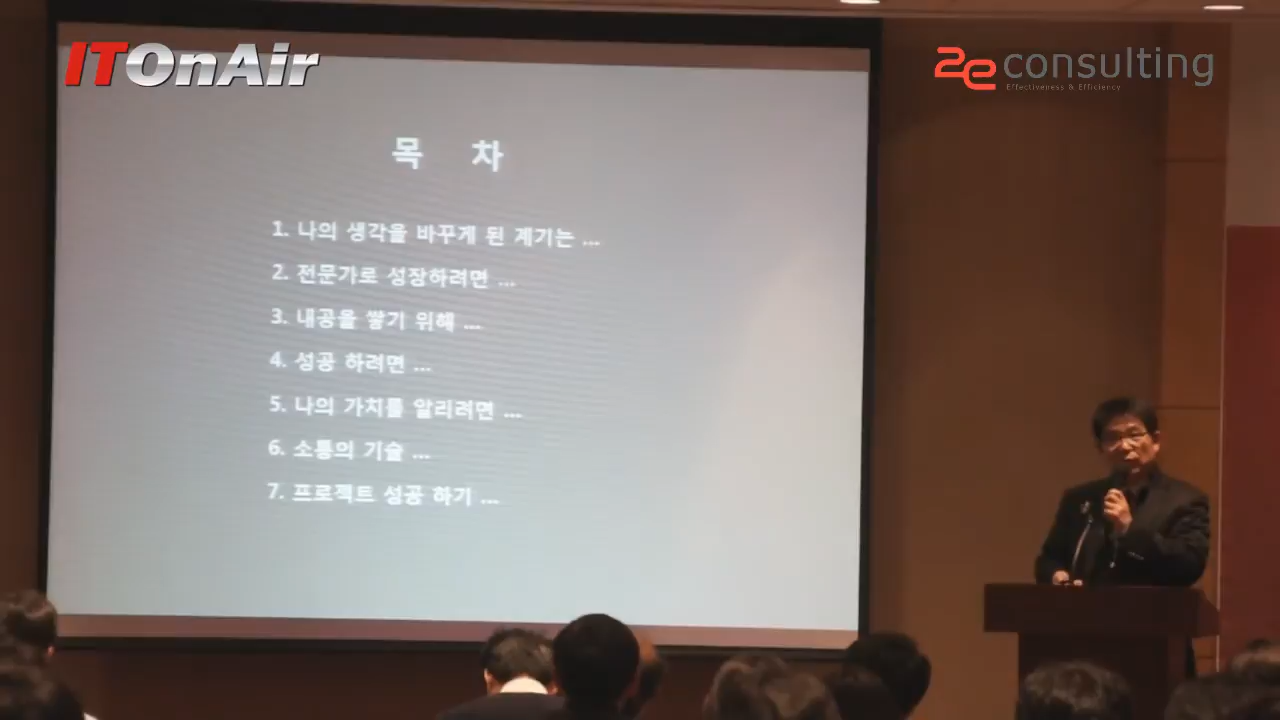 ITOnAir
2e consulting
Effectiveness & Efficiency
목 차
1. 나의 생각을 바꾸게 된 계기는 ...
2. 전문가로 성장하려면 ...
3. 내공을 쌓기 위해 ...
4. 성공 하려면 ...
5. 나의 가치를 알리려면 ...
6. 소통의 기술 ...
7. 프로젝트 성공 하기 ...